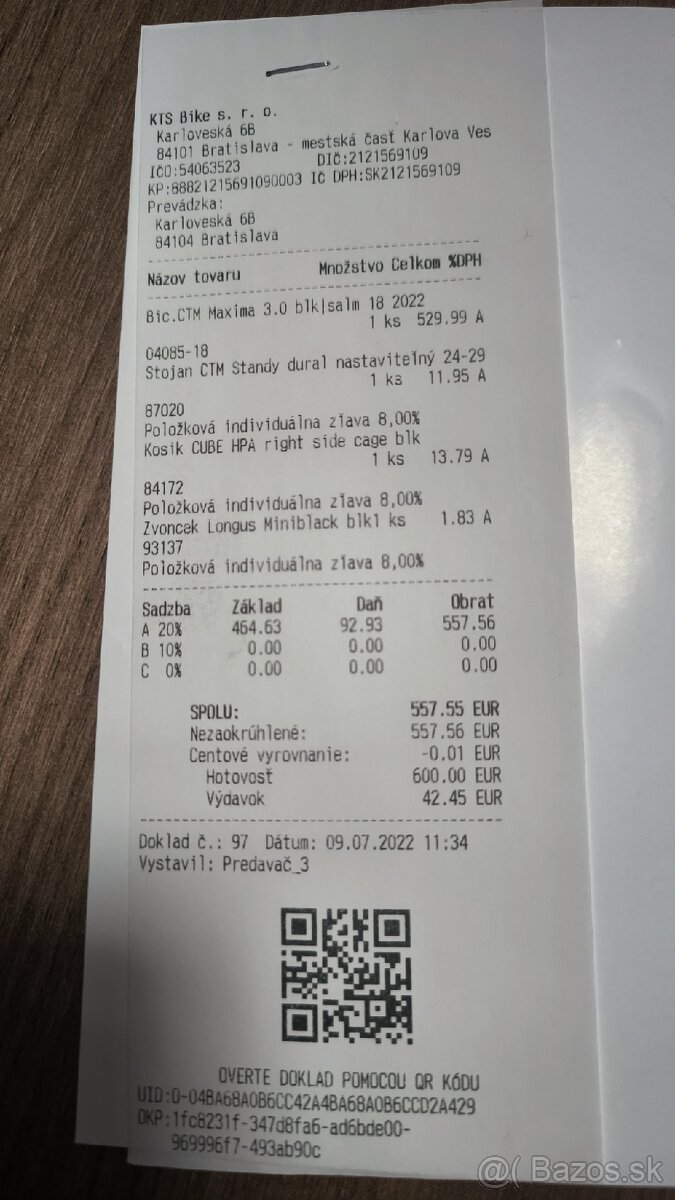 KTS Bike s. r. o.
Karloveská 6B
84101 Bratislava - mestská časť Karlova Ves
IČO:54063523 DIČ:2121569109
KP:88821215691090003 IČ DPH:SK2121569109
Prevádzka:
Karloveská 6B
84104 Bratislava
Názov tovaru Množstvo Celkom %DPH
Bic.CTM Maxima 3.0 blk|salm 18 2022
1 ks 529.99 A
04085-18
Stojan CTM Standy dural nastaviteľný 24-29
1 ks 11.95 A
87020
Položková individuálna zľava 8,00%
Kosik CUBE HPA right side cage blk
1 ks 13.79 A
84172
Položková individuálna zľava 8,00%
Zvoncek Longus Miniblack blk1 ks 1.83 A
93137
Položková individuálna zľava 8,00%
Sadzba Základ Daň Obrat
A 20% 464.63 92.93 557.56
B 10% 0.00 0.00 0.00
C 0% 0.00 0.00 0.00
SPOLU: 557.55 EUR
Nezaokrúhlené: 557.56 EUR
Centové vyrovnanie: -0.01 EUR
Hotovosť 600.00 EUR
Výdavok 42.45 EUR
Doklad č.: 97 Dátum: 09.07.2022 11:34
Vystavil: Predavač_3
OVERTE DOKLAD POMOCOU QR KÓDU
UID:O-04BA68A0B6CC42A4BA68A0B6CCD2A429
OKP:1fc8231f-347d8fa6-ad6bde00-
969996f7-493ab90c
@( Bazos.sk